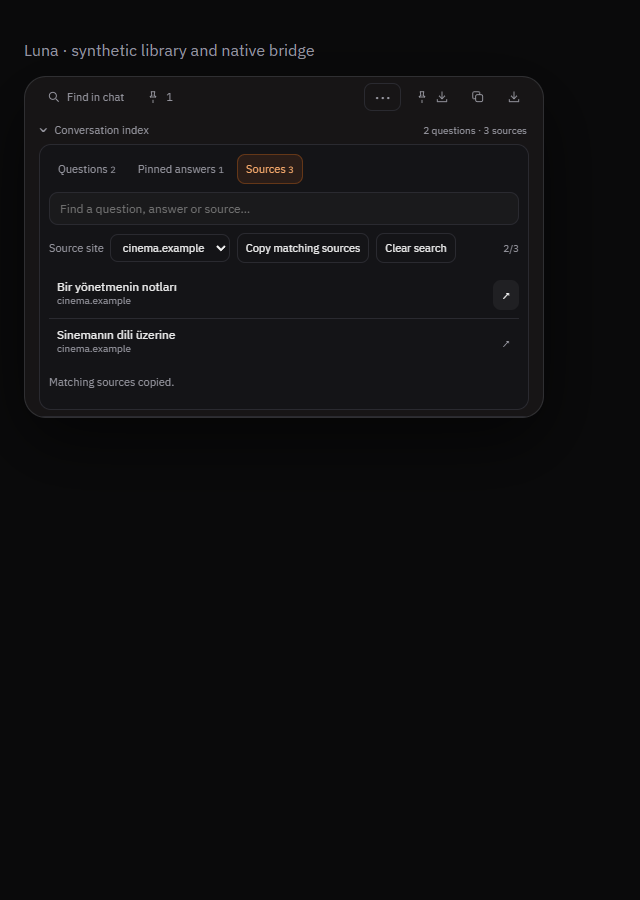 Luna · synthetic library and native bridge
Find in chat 1 ...
Conversation index 2 questions · 3 sources
Questions 2 Pinned answers 1 Sources 3
Find a question, answer or source...
Source site cinema.example Copy matching sources Clear search 2/3
Bir yönetmenin notları
cinema.example
↗
Sinemanın dili üzerine
cinema.example
↗
Matching sources copied.